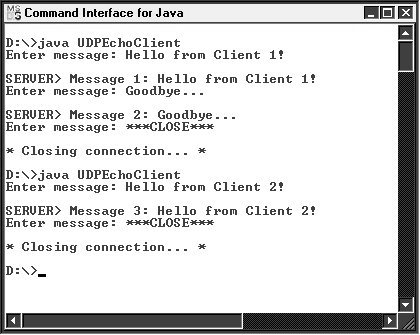 MS
Command Interface for Java
D:\>java UDPEchoClient
Enter message: Hello from Client 1!
SERVER> Message 1: Hello from Client 1!
Enter message: Goodbye...
SERVER> Message 2: Goodbye...
Enter message: ***CLOSE***
* Closing connection... *
D:\>java UDPEchoClient
Enter message: Hello from Client 2!
SERVER> Message 3: Hello from Client 2!
Enter message: ***CLOSE***
* Closing connection... *
D:\>_